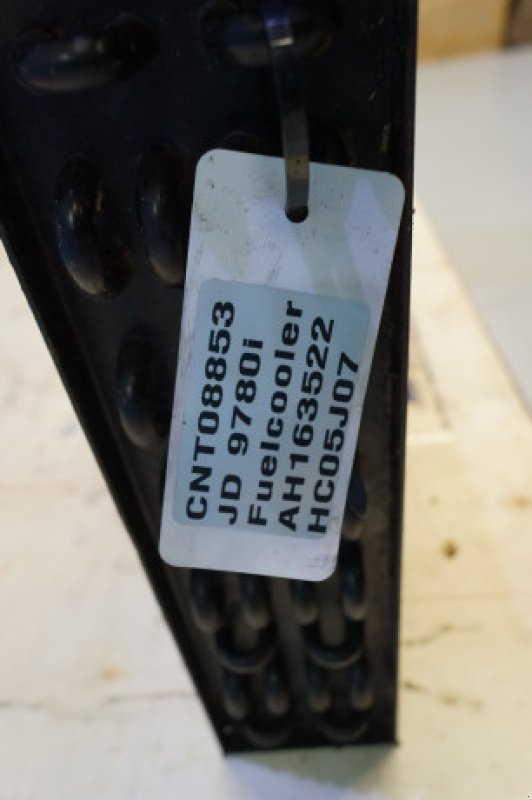 CNT08853
JD 9780i
Fuelcooler
AH163522
HC05J07